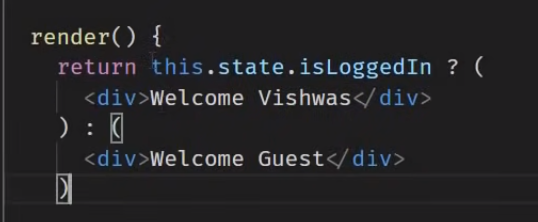 render() {
  return this.state.isLoggedIn ? (
    <div>Welcome Vishwas</div>
  ) : (
    <div>Welcome Guest</div>
  )